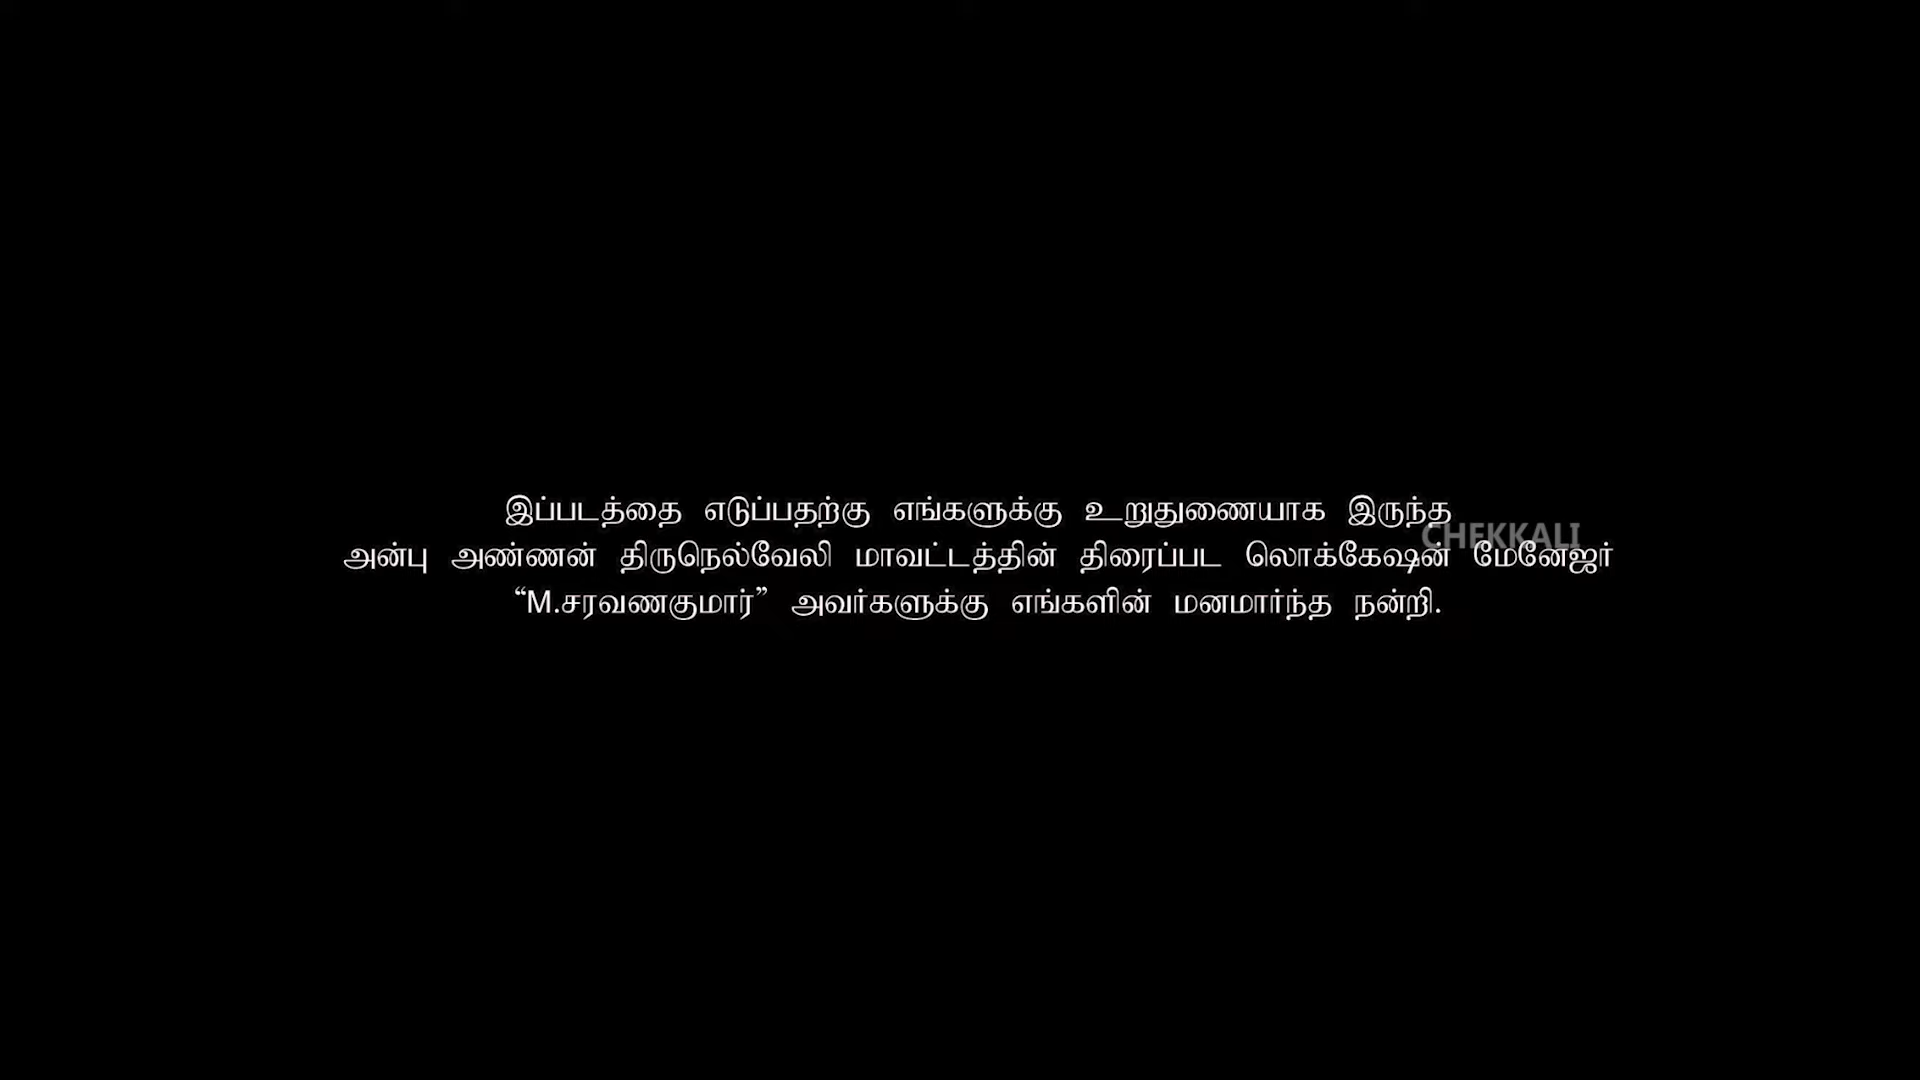 இப்படத்தை எடுப்பதற்கு எங்களுக்கு உறுதுணையாக இருந்த
CHEKKALI
அன்பு அண்ணன் திருநெல்வேலி மாவட்டத்தின் திரைப்பட லொக்கேஷன் மேனேஜர்
“M.சரவணகுமார்” அவர்களுக்கு எங்களின் மனமார்ந்த நன்றி.